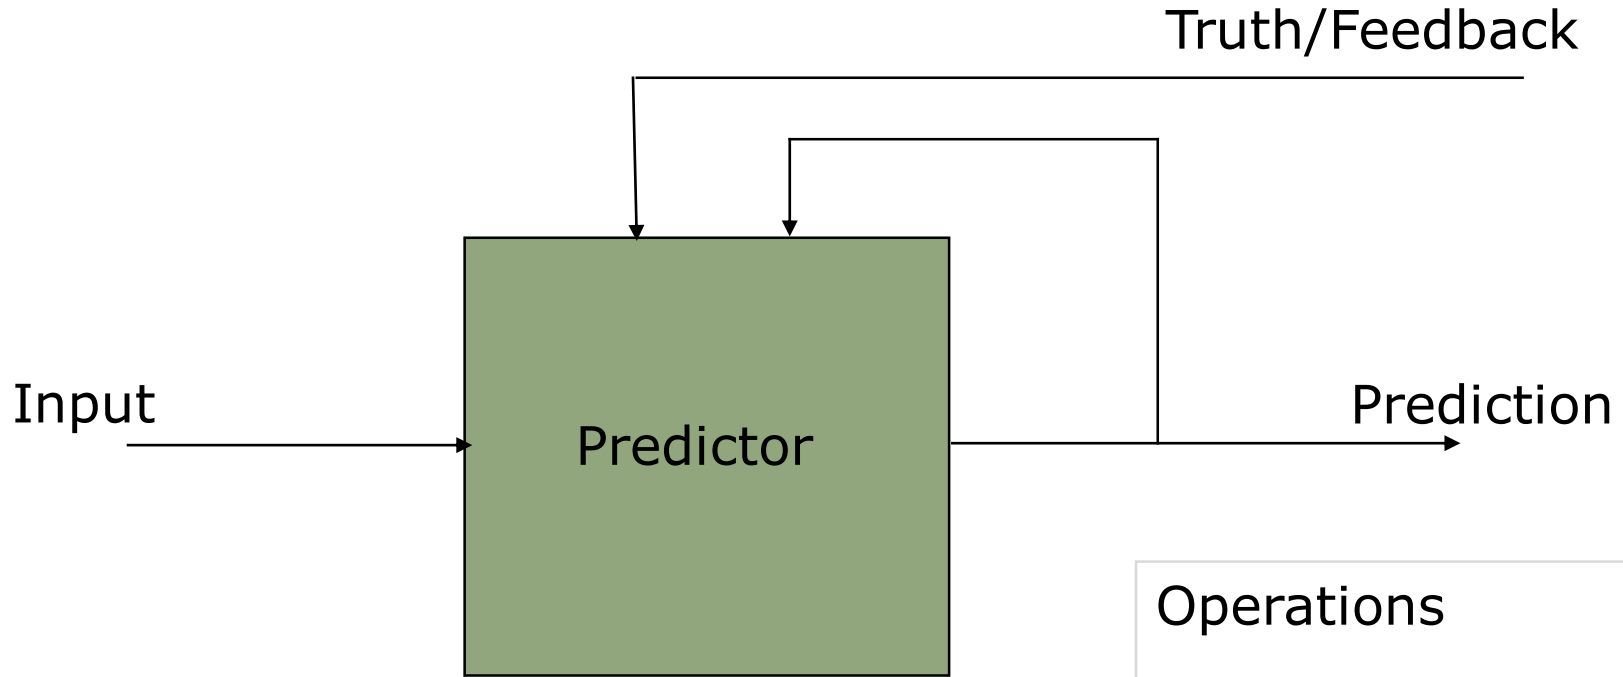 Truth/Feedback
Input
Prediction
Predictor
Operations